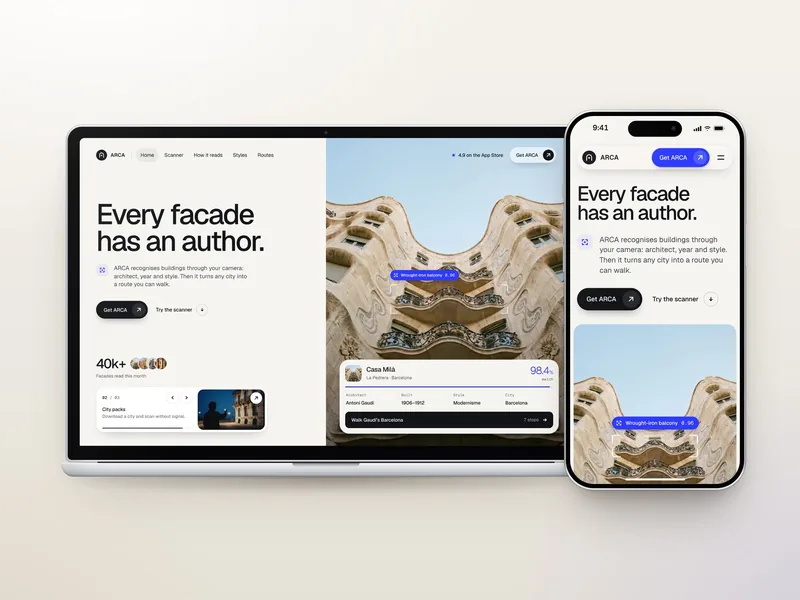 ARCA
Home
Scanner
How it reads
Styles
Routes
4.9 on the App Store
Get ARCA
Every facade
has an author.
ARCA recognises buildings through your camera:
architect, year and style. Then it turns any city into
a route you can walk.
Get ARCA
Try the scanner
40k+
Facades read this month
02 / 03
City packs
Download a city and scan without signal.
Wrought-iron balcony 0.96
Casa Milà
La Pedrera · Barcelona
98.4%
match
Architect
Antoni Gaudí
Built
1906–1912
Style
Modernisme
City
Barcelona
Walk Gaudí's Barcelona
7 stops
9:41
ARCA
Get ARCA
Every facade
has an author.
ARCA recognises buildings through
your camera: architect, year and style.
Then it turns any city into a route you
can walk.
Get ARCA
Try the scanner
Wrought-iron balcony 0.96